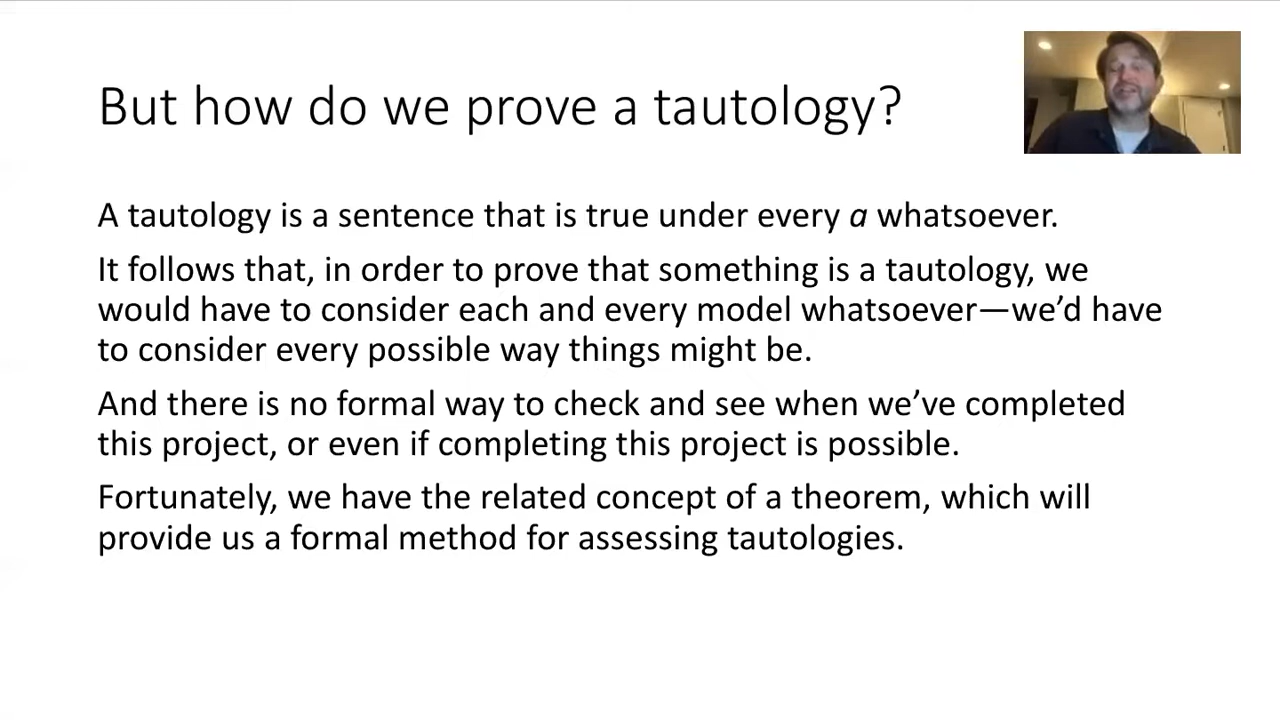 But how do we prove a tautology?
A tautology is a sentence that is true under every a whatsoever.
It follows that, in order to prove that something is a tautology, we
would have to consider each and every model whatsoever—we’d have
to consider every possible way things might be.
And there is no formal way to check and see when we’ve completed
this project, or even if completing this project is possible.
Fortunately, we have the related concept of a theorem, which will
provide us a formal method for assessing tautologies.